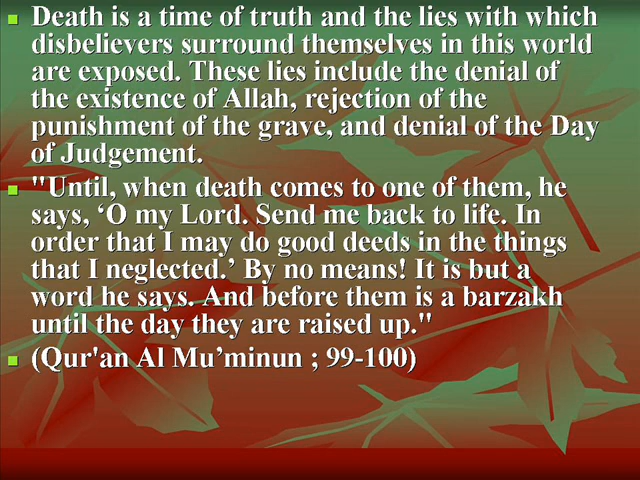 Death is a time of truth and the lies with which
disbelievers surround themselves in this world
are exposed. These lies include the denial of
the existence of Allah, rejection of the
punishment of the grave, and denial of the Day
of Judgement.
"Until, when death comes to one of them, he
says, ‘O my Lord. Send me back to life. In
order that I may do good deeds in the things
that I neglected.’ By no means! It is but a
word he says. And before them is a barzakh
until the day they are raised up."
(Qur'an Al Mu’minun ; 99-100)